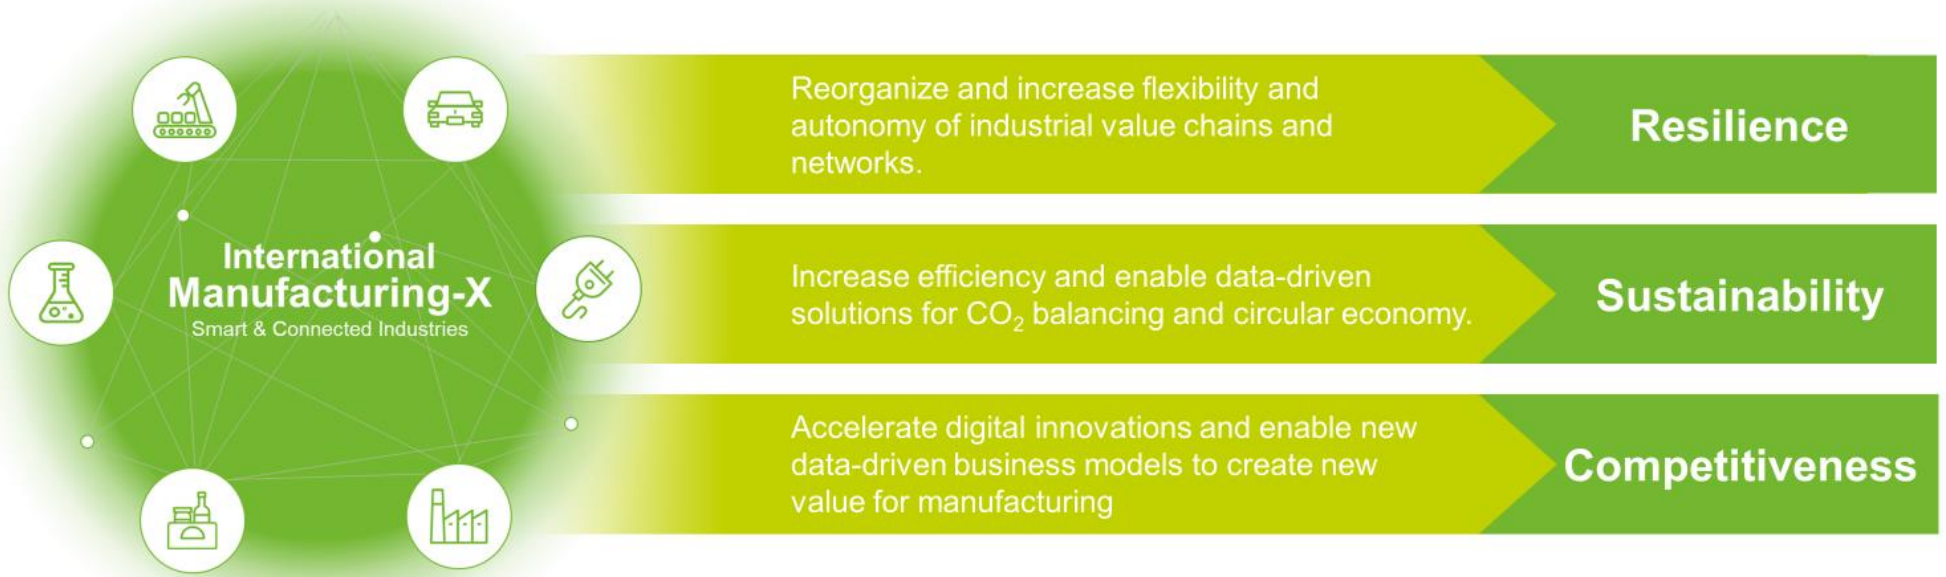 International
Manufacturing-X
Smart & Connected Industries
Reorganize and increase flexibility and
autonomy of industrial value chains and
networks.
Resilience
Increase efficiency and enable data-driven
solutions for CO₂ balancing and circular economy.
Sustainability
Accelerate digital innovations and enable new
data-driven business models to create new
value for manufacturing
Competitiveness